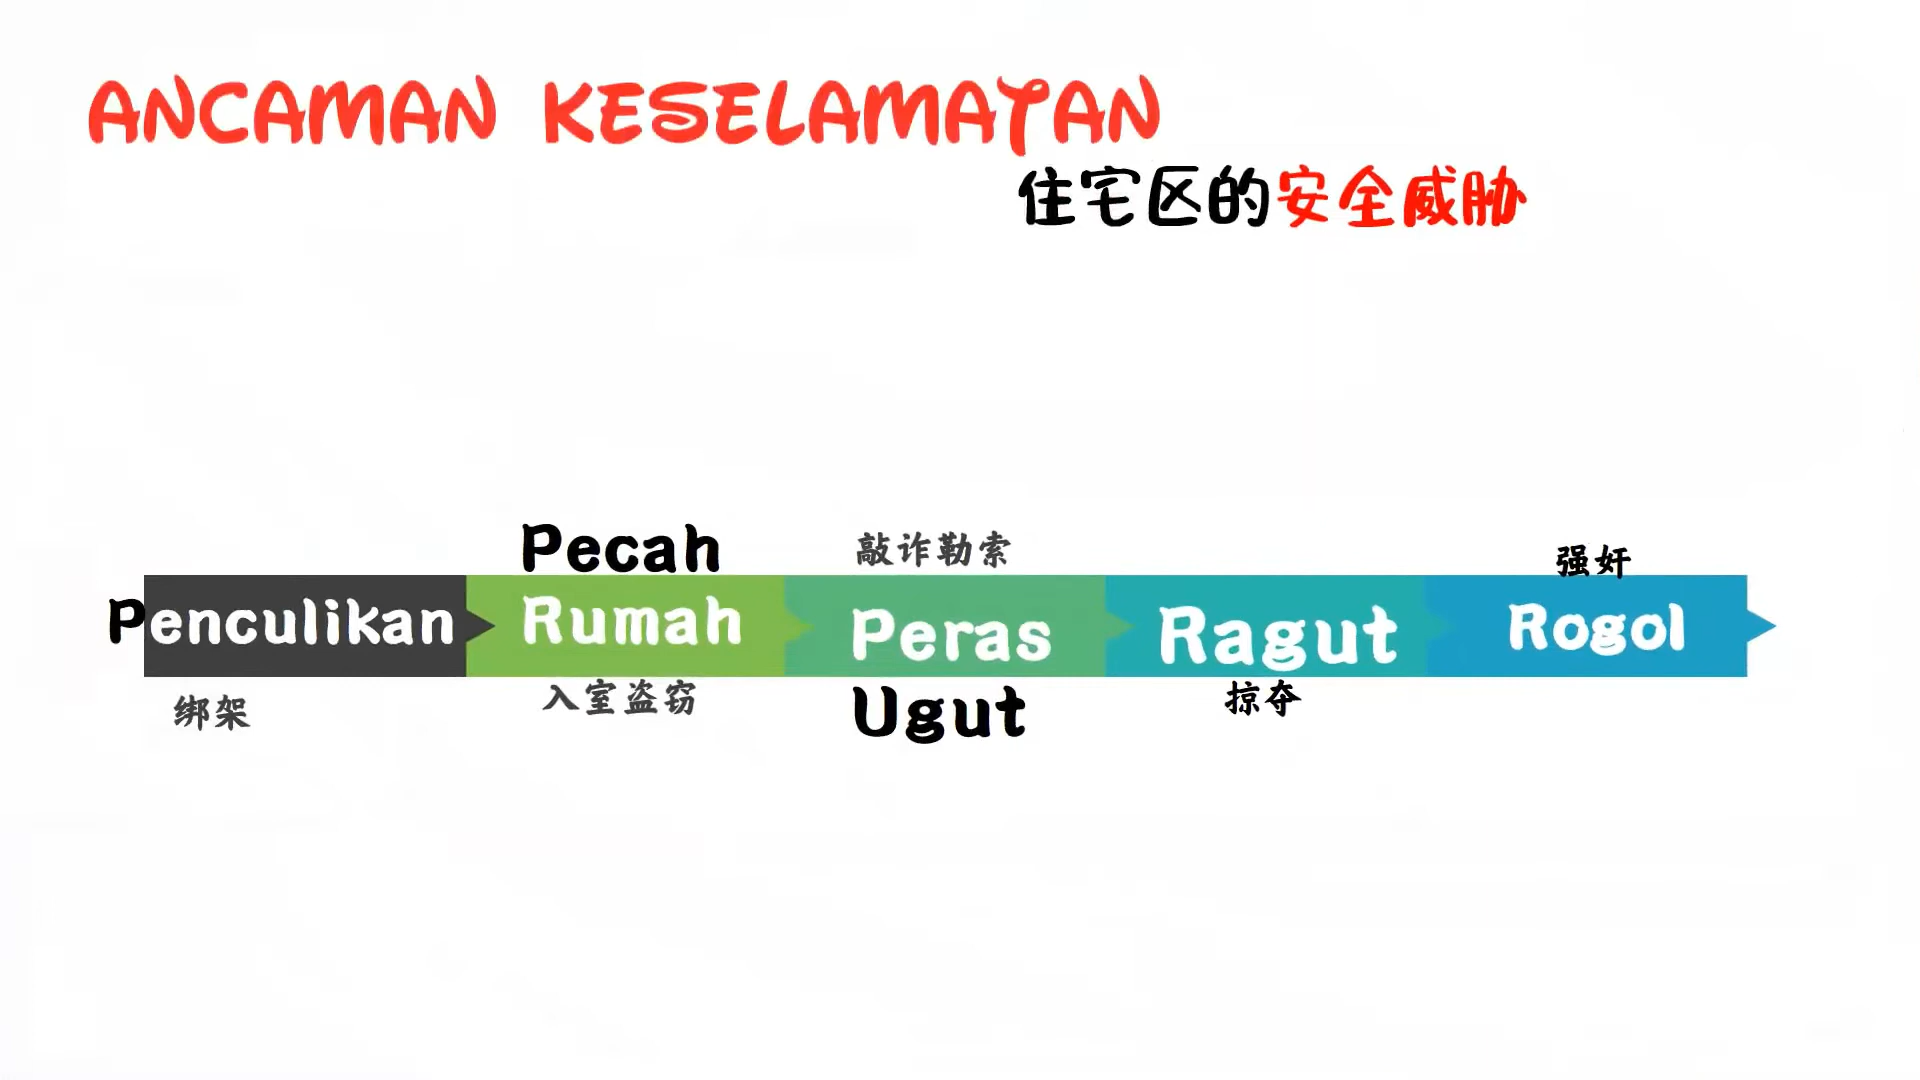 ANCAMAN KESELAMATAN
住宅区的安全威胁
Penculikan
绑架
Pecah
Rumah
入室盗窃
敲诈勒索
Peras
Ugut
Ragut
掠夺
强奸
Rogol